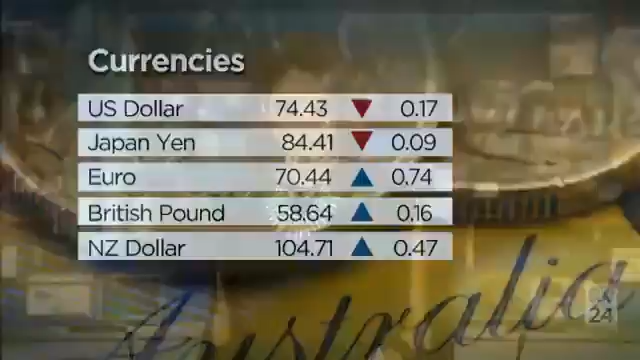 Currencies
US Dollar 74.43 ▼ 0.17
Japan Yen 84.41 ▼ 0.09
Euro 70.44 ▲ 0.74
British Pound 58.64 ▲ 0.16
NZ Dollar 104.71 ▲ 0.47
Australia
24